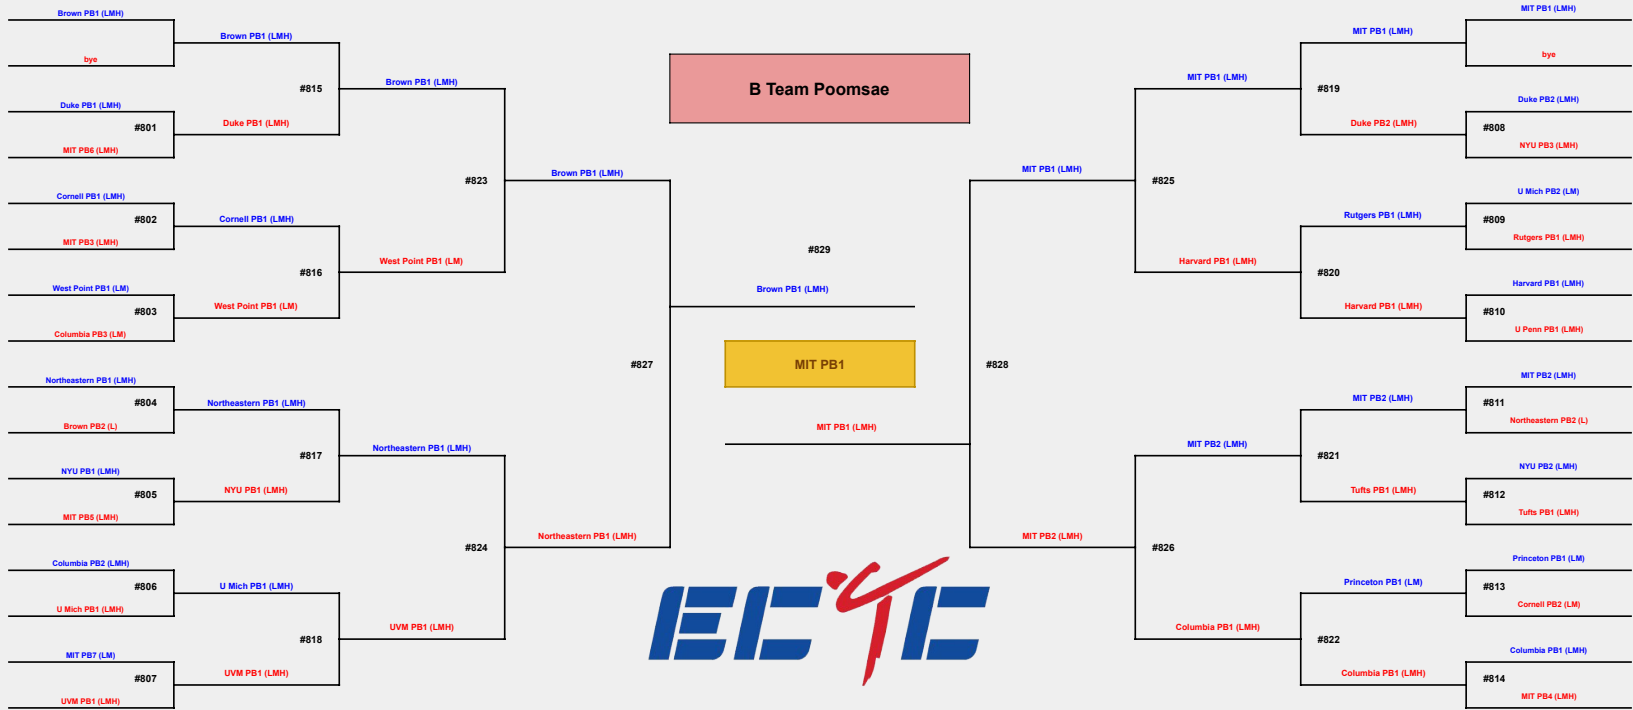 B Team Poomsae
Brown PB1 (LMH)
bye
Duke PB1 (LMH)
#801
MIT PB6 (LMH)
Cornell PB1 (LMH)
#802
MIT PB3 (LMH)
West Point PB1 (LM)
#803
Columbia PB3 (LM)
Northeastern PB1 (LMH)
#804
Brown PB2 (L)
NYU PB1 (LMH)
#805
MIT PB5 (LMH)
Columbia PB2 (LMH)
#806
U Mich PB1 (LMH)
MIT PB7 (LM)
#807
UVM PB1 (LMH)
Brown PB1 (LMH)
#815
Duke PB1 (LMH)
Cornell PB1 (LMH)
#816
West Point PB1 (LM)
Northeastern PB1 (LMH)
#817
NYU PB1 (LMH)
U Mich PB1 (LMH)
#818
UVM PB1 (LMH)
Brown PB1 (LMH)
#823
West Point PB1 (LM)
Northeastern PB1 (LMH)
#824
UVM PB1 (LMH)
Brown PB1 (LMH)
#827
Northeastern PB1 (LMH)
#829
Brown PB1 (LMH)
MIT PB1
MIT PB1 (LMH)
ECTC
MIT PB1 (LMH)
#828
MIT PB2 (LMH)
MIT PB1 (LMH)
#825
Harvard PB1 (LMH)
MIT PB2 (LMH)
#826
Columbia PB1 (LMH)
MIT PB1 (LMH)
#819
Duke PB2 (LMH)
Rutgers PB1 (LMH)
#820
Harvard PB1 (LMH)
MIT PB2 (LMH)
#821
Tufts PB1 (LMH)
Princeton PB1 (LM)
#822
Columbia PB1 (LMH)
MIT PB1 (LMH)
bye
Duke PB2 (LMH)
#808
NYU PB3 (LMH)
U Mich PB2 (LM)
#809
Rutgers PB1 (LMH)
Harvard PB1 (LMH)
#810
U Penn PB1 (LMH)
MIT PB2 (LMH)
#811
Northeastern PB2 (L)
NYU PB2 (LMH)
#812
Tufts PB1 (LMH)
Princeton PB1 (LM)
#813
Cornell PB2 (LM)
Columbia PB1 (LMH)
#814
MIT PB4 (LMH)